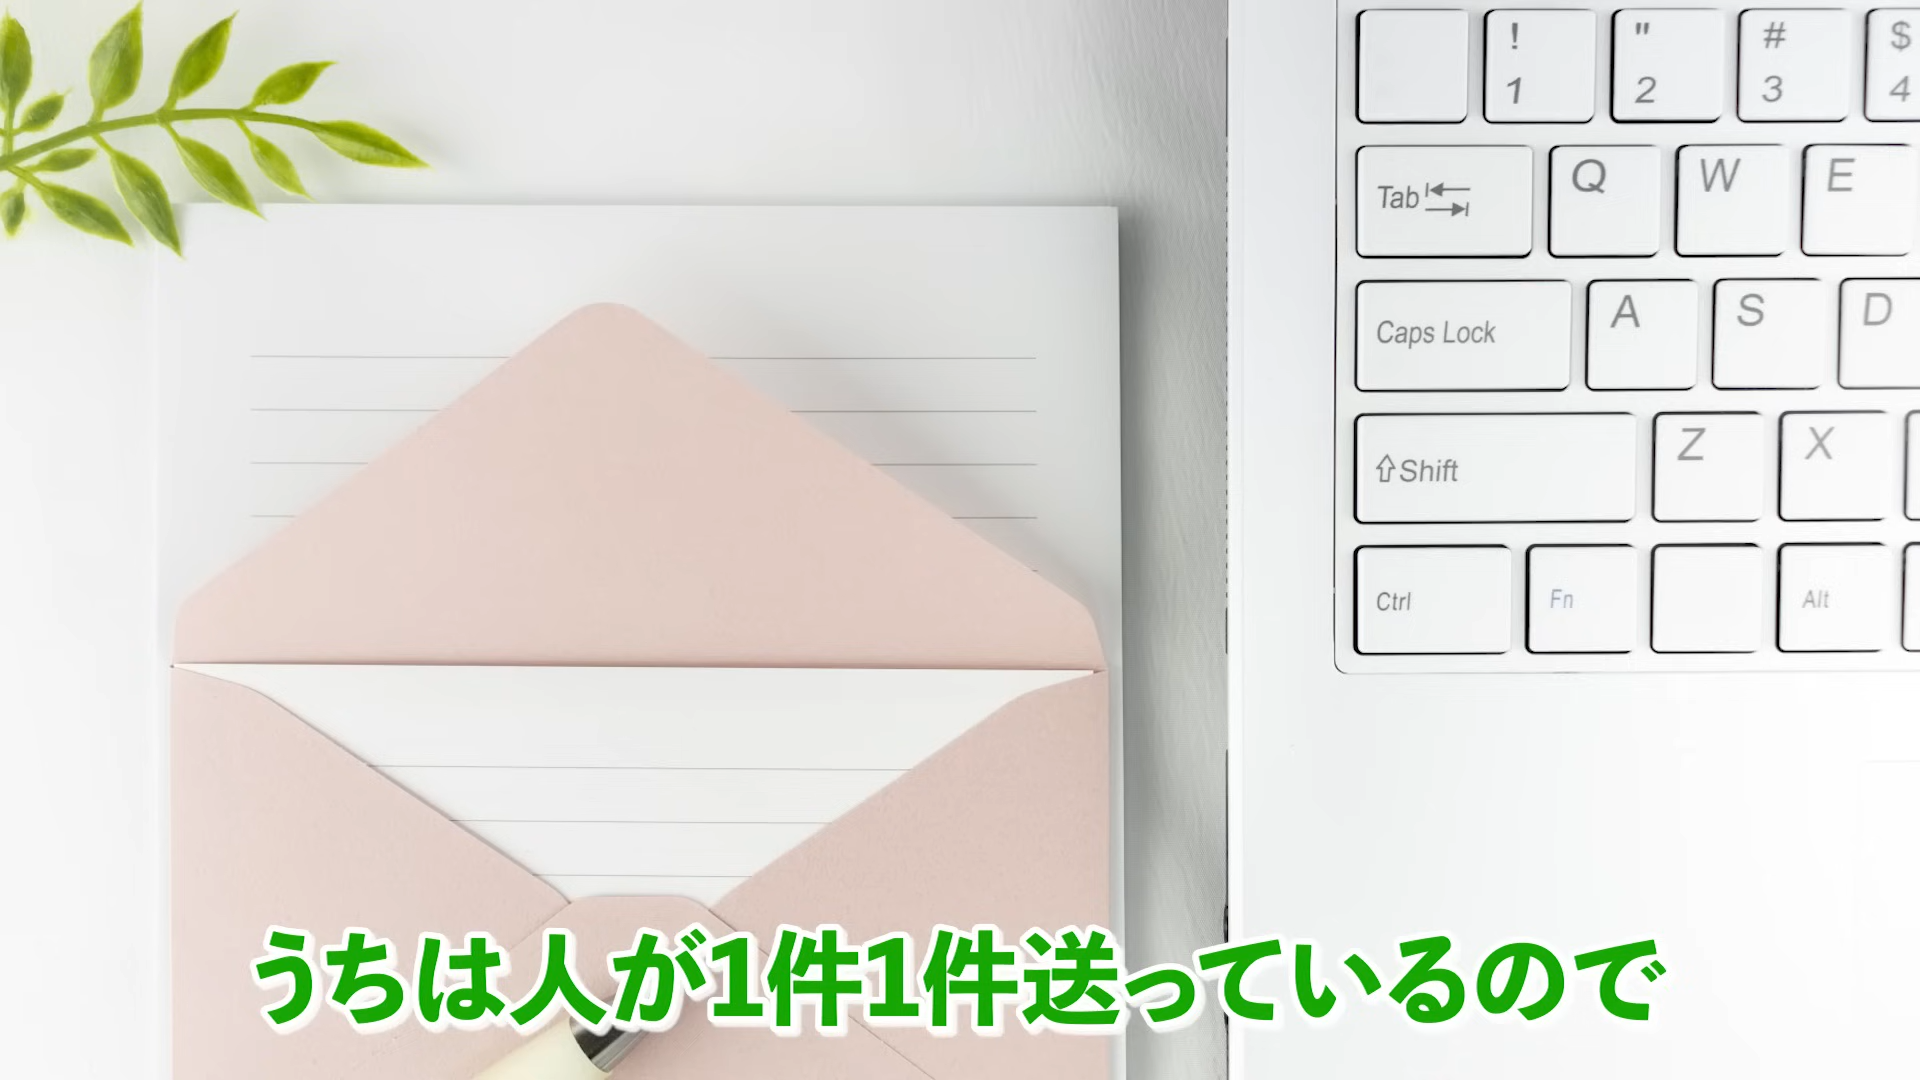 ! " # $
1 2 3 4
Tab Q W E
Caps Lock A S D
⇧Shift Z X
Ctrl Fn Alt
うちは人が1件1件送っているので